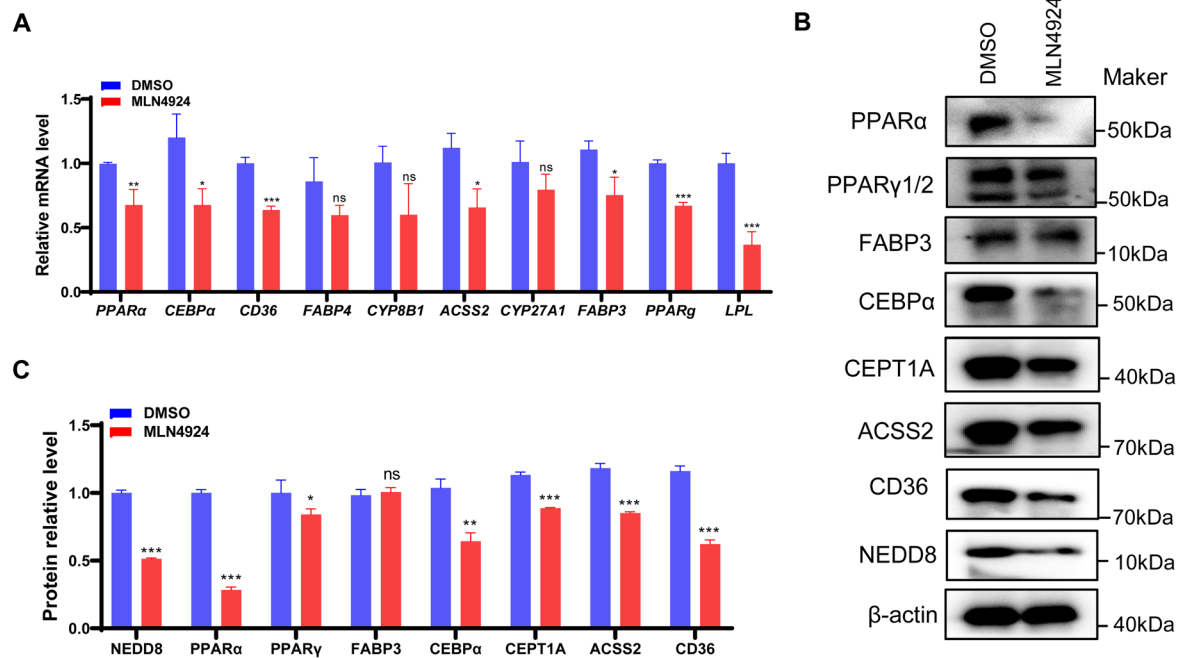 A
DMSO
MLN4924
Relative mRNA level
1.5
1.0
0.5
0.0
** * *** ns ns * ns * *** ***
PPARα CEBPα CD36 FABP4 CYP8B1 ACSS2 CYP27A1 FABP3 PPARg LPL
B
DMSO MLN4924 Maker
PPARα 50kDa
PPARγ1/2 50kDa
FABP3 10kDa
CEBPα 50kDa
CEPT1A 40kDa
ACSS2 70kDa
CD36 70kDa
NEDD8 10kDa
β-actin 40kDa
C
DMSO
MLN4924
Protein relative level
1.5
1.0
0.5
0.0
*** *** * ns ** *** *** ***
NEDD8 PPARα PPARγ FABP3 CEBPα CEPT1A ACSS2 CD36